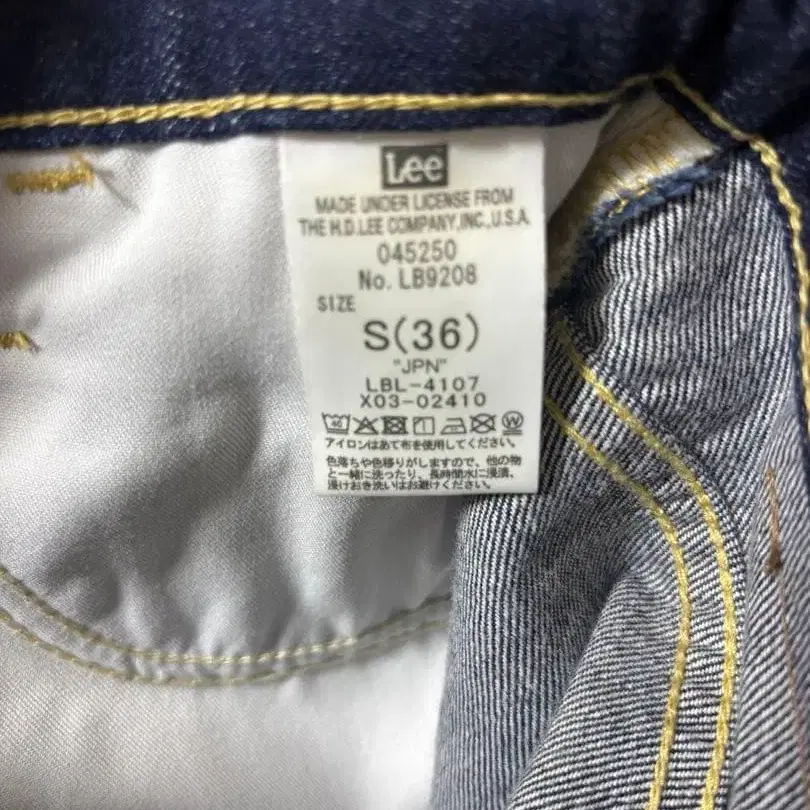 Lee
MADE UNDER LICENSE FROM
THE H.D.LEE COMPANY,INC.,U.S.A.
045250
No. LB9208
SIZE
S(36)
"JPN"
LBL-4107
X03-02410
アイロンはあて布を使用してください。
色落ちや色移りがしますので、他の物
と一緒に洗ったり、長時間水に浸漬、
浸けおき洗いはお避けください。